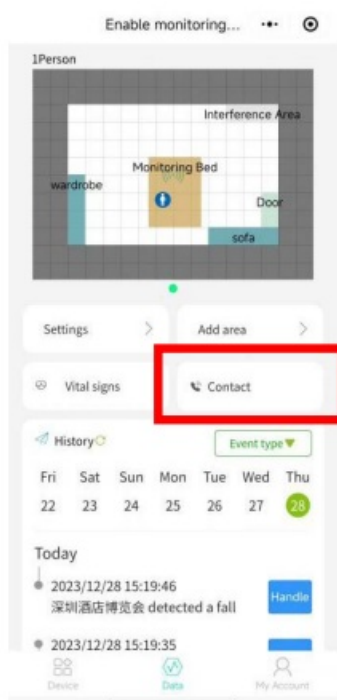 Enable monitoring...
1Person
Interference Area
Monitoring Bed
wardrobe
Door
sofa
Settings
Add area
Vital signs
Contact
History
Event type
Fri Sat Sun Mon Tue Wed Thu
22 23 24 25 26 27 28
Today
2023/12/28 15:19:46
深圳酒店博览会 detected a fall
Handle
2023/12/28 15:19:35
Device
Data
My Account